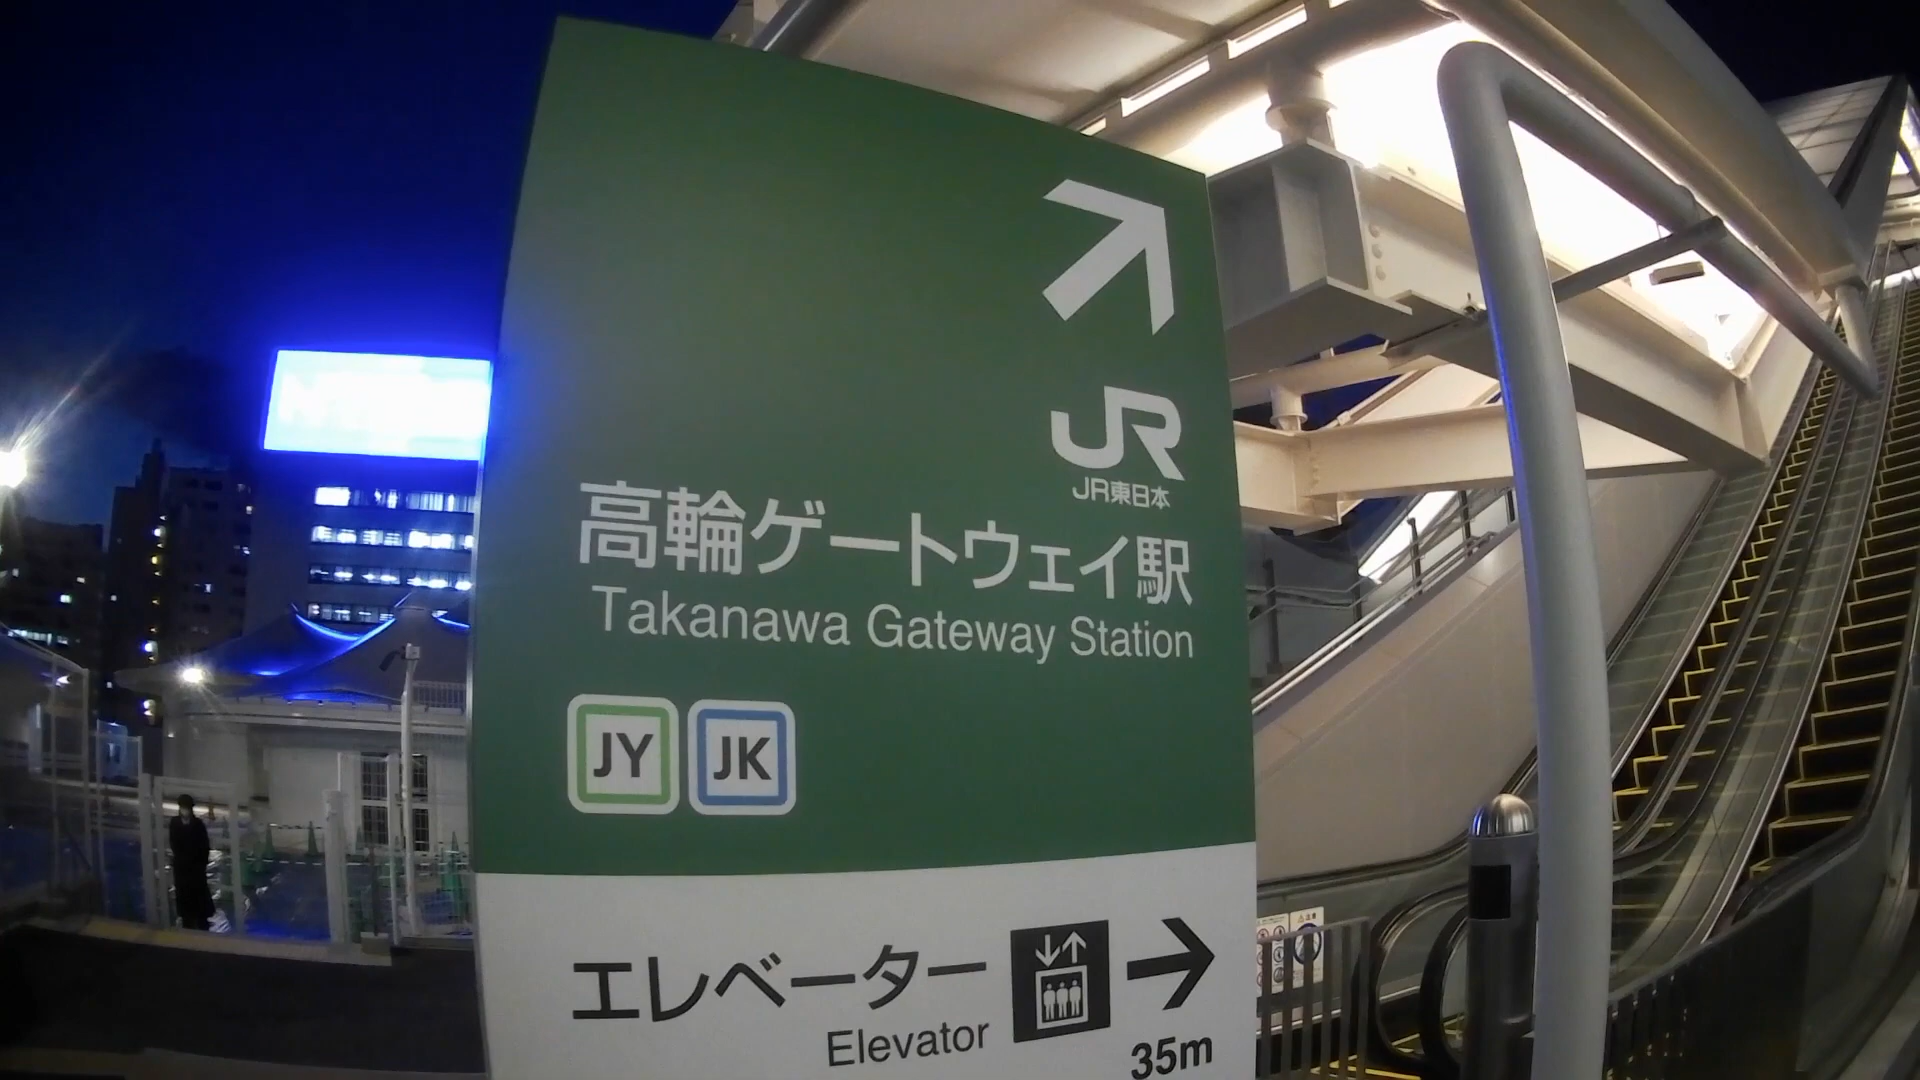 JR
JR東日本
高輪ゲートウェイ駅
Takanawa Gateway Station
JY JK
エレベーター
Elevator
35m